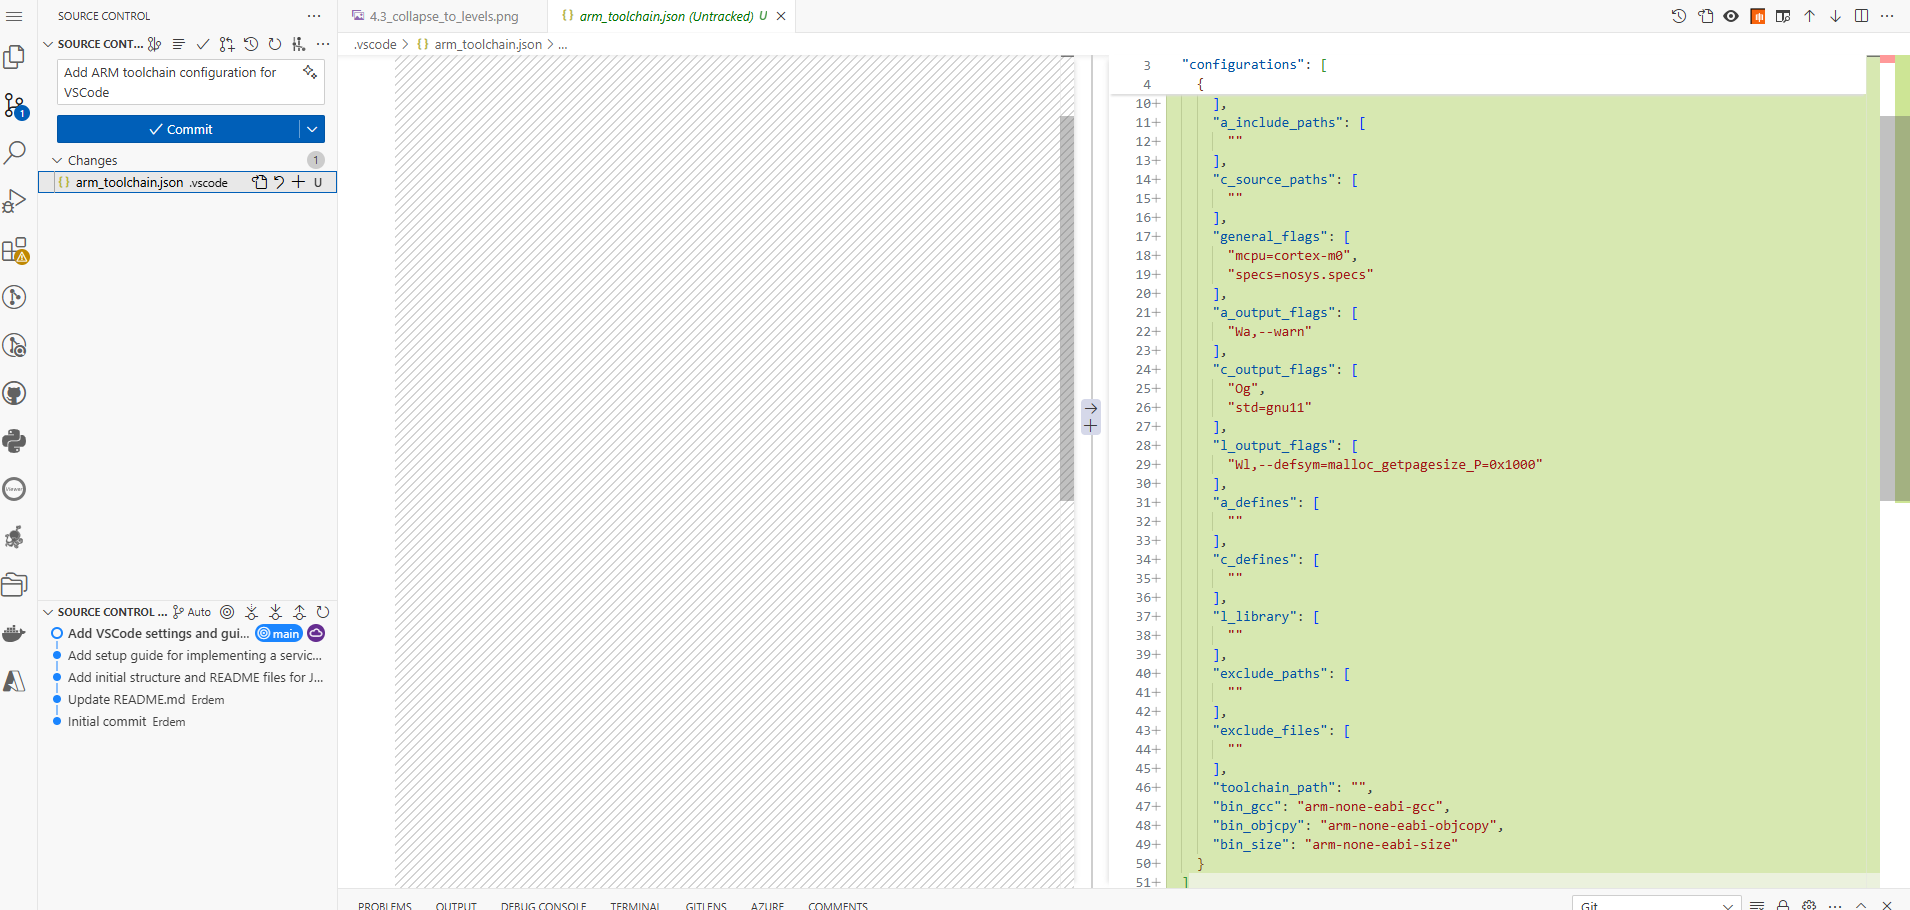 SOURCE CONTROL
4.3_collapse_to_levels.png
arm_toolchain.json (Untracked) U
SOURCE CONT...
.vscode > arm_toolchain.json > ...
Add ARM toolchain configuration for
VSCode
1
Commit
Changes 1
arm_toolchain.json .vscode U
Viewer
SOURCE CONTROL ... Auto
Add VSCode settings and gui... main
Add setup guide for implementing a servic...
Add initial structure and README files for J...
Update README.md Erdem
Initial commit Erdem
3 "configurations": [
4 {
10+ ],
11+ "a_include_paths": [
12+ ""
13+ ],
14+ "c_source_paths": [
15+ ""
16+ ],
17+ "general_flags": [
18+ "mcpu=cortex-m0",
19+ "specs=nosys.specs"
20+ ],
21+ "a_output_flags": [
22+ "Wa,--warn"
23+ ],
24+ "c_output_flags": [
25+ "Og",
26+ "std=gnu11"
27+ ],
28+ "l_output_flags": [
29+ "Wl,--defsym=malloc_getpagesize_P=0x1000"
30+ ],
31+ "a_defines": [
32+ ""
33+ ],
34+ "c_defines": [
35+ ""
36+ ],
37+ "l_library": [
38+ ""
39+ ],
40+ "exclude_paths": [
41+ ""
42+ ],
43+ "exclude_files": [
44+ ""
45+ ],
46+ "toolchain_path": "",
47+ "bin_gcc": "arm-none-eabi-gcc",
48+ "bin_objcpy": "arm-none-eabi-objcopy",
49+ "bin_size": "arm-none-eabi-size"
50+ }
51+ ]
PROBLEMS OUTPUT DEBUG CONSOLE TERMINAL GITLENS AZURE COMMENTS Git